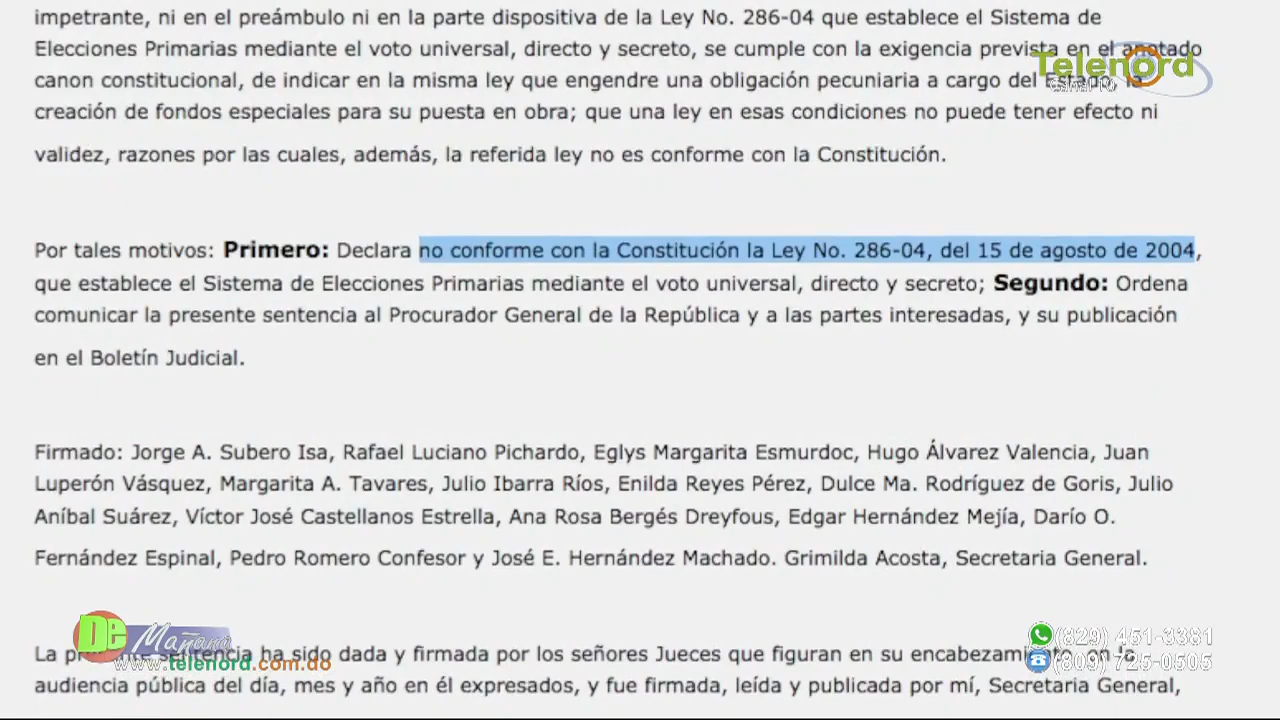 impetrante, ni en el preámbulo ni en la parte dispositiva de la Ley No. 286-04 que establece el Sistema de
Elecciones Primarias mediante el voto universal, directo y secreto, se cumple con la exigencia prevista en el anotado
canon constitucional, de indicar en la misma ley que engendre una obligación pecuniaria a cargo del Estado, la
creación de fondos especiales para su puesta en obra; que una ley en esas condiciones no puede tener efecto ni
validez, razones por las cuales, además, la referida ley no es conforme con la Constitución.
Telenord
Canal 10
Por tales motivos: Primero: Declara no conforme con la Constitución la Ley No. 286-04, del 15 de agosto de 2004,
que establece el Sistema de Elecciones Primarias mediante el voto universal, directo y secreto; Segundo: Ordena
comunicar la presente sentencia al Procurador General de la República y a las partes interesadas, y su publicación
en el Boletín Judicial.
Firmado: Jorge A. Subero Isa, Rafael Luciano Pichardo, Eglys Margarita Esmurdoc, Hugo Álvarez Valencia, Juan
Luperón Vásquez, Margarita A. Tavares, Julio Ibarra Ríos, Enilda Reyes Pérez, Dulce Ma. Rodríguez de Goris, Julio
Aníbal Suárez, Víctor José Castellanos Estrella, Ana Rosa Bergés Dreyfous, Edgar Hernández Mejía, Darío O.
Fernández Espinal, Pedro Romero Confesor y José E. Hernández Machado. Grimilda Acosta, Secretaria General.
La sentencia ha sido dada y firmada por los señores Jueces que figuran en su la
audiencia pública del día, mes y año en él expresados, y fue firmada, leída y publicada por mí, Secretaria General,
De Mañana
www.telenord.com.do
(829) 451-3381
(809) 725-0505